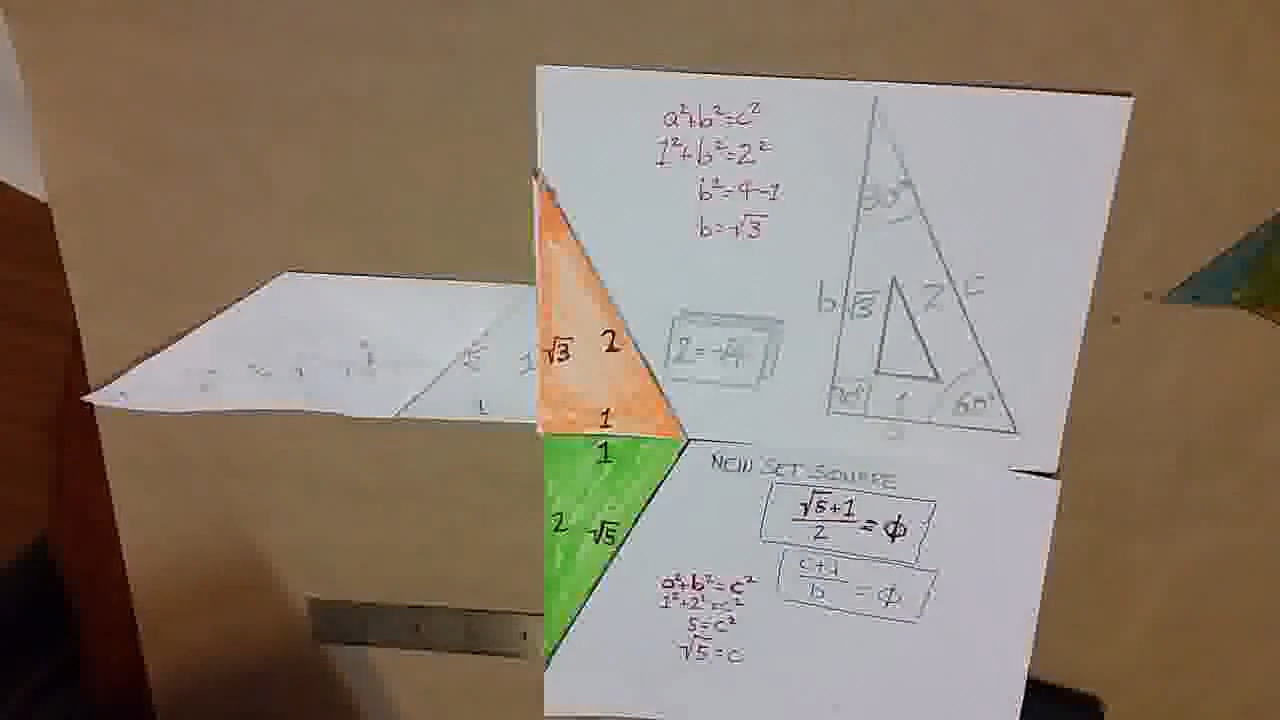 a²+b²=c²
1²+b²=2²
b²=4-1
b=√3
30°
b √3 2 c
90° 1 60°
√3 2
1
2=√4
1
1
2 √5
NEW SET SQUARE
√5+1
2 = ϕ
c+1
b = ϕ
a²+b²=c²
1²+2²=c²
5=c²
√5=c